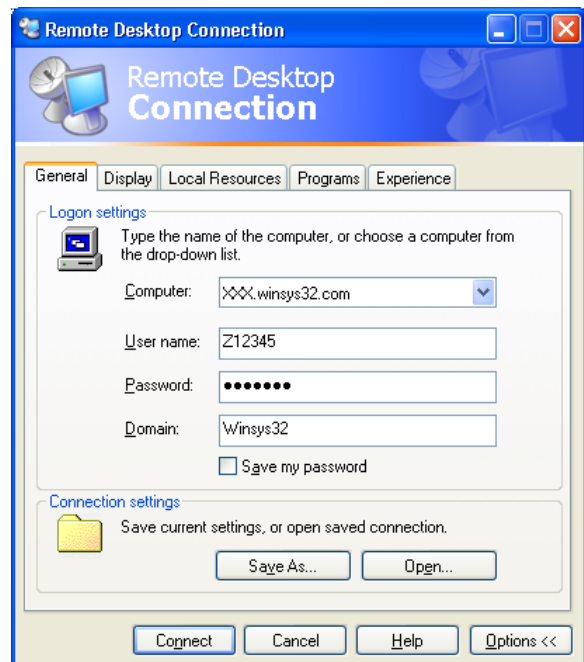 Remote Desktop Connection
Remote Desktop
Connection
General Display Local Resources Programs Experience
Logon settings
Type the name of the computer, or choose a computer from
the drop-down list.
Computer: XXX.winsys32.com
User name: Z12345
Password: •••••••
Domain: Winsys32
Save my password
Connection settings
Save current settings, or open saved connection.
Save As... Open...
Connect Cancel Help Options <<